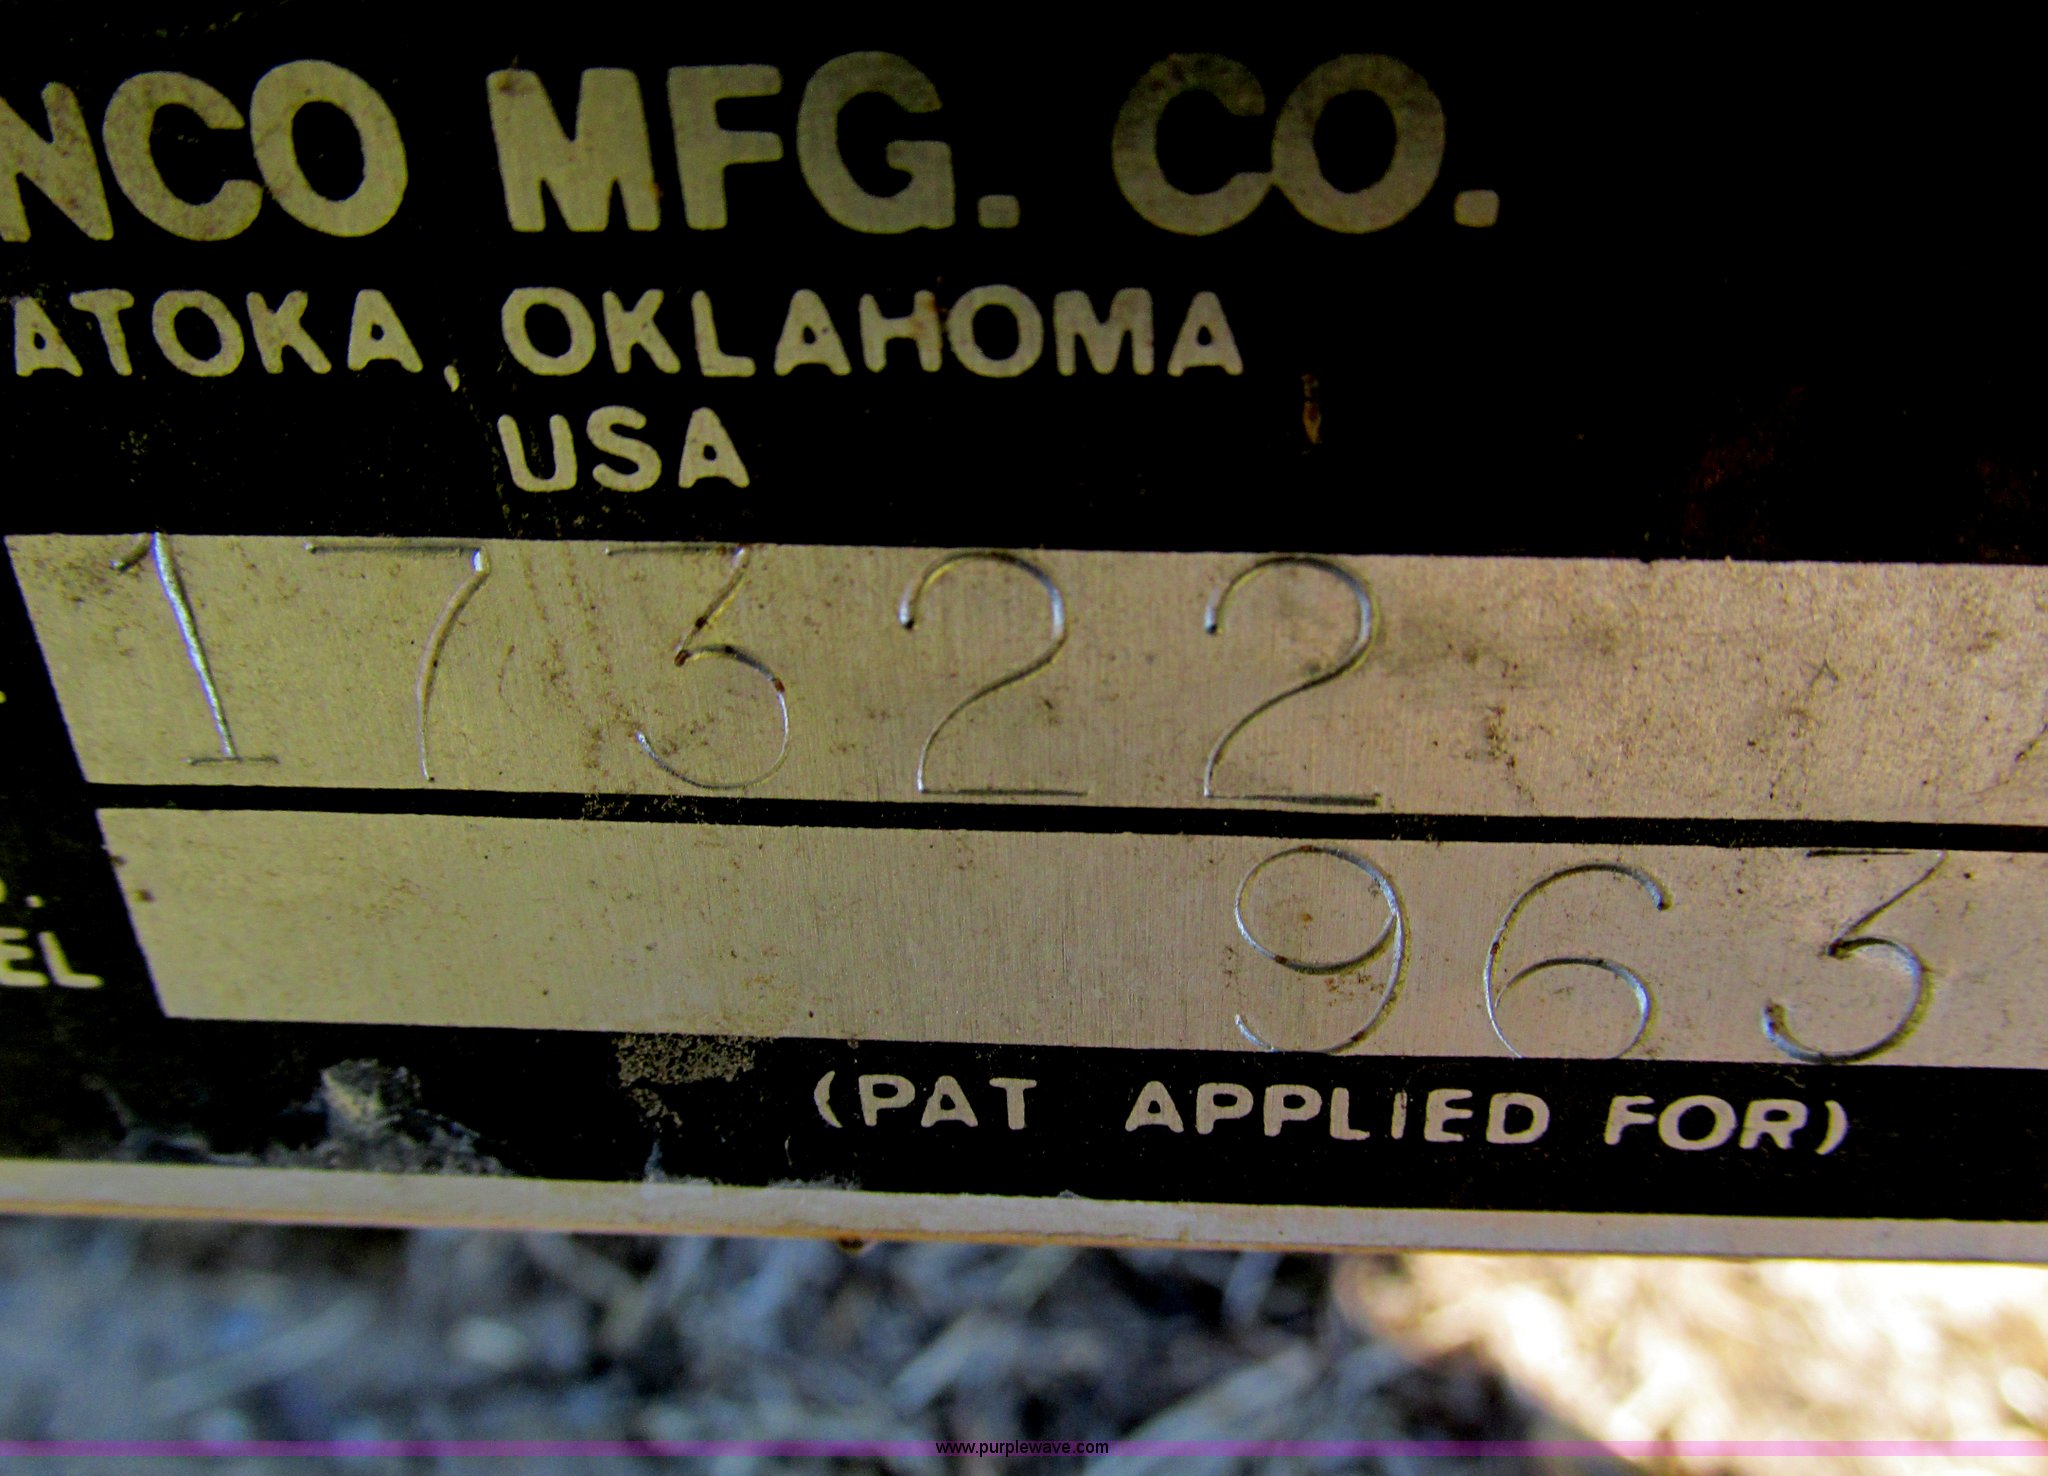 NCO MFG. CO.
ATOKA, OKLAHOMA
USA
17322
963
EL
(PAT APPLIED FOR)
www.purplewave.com